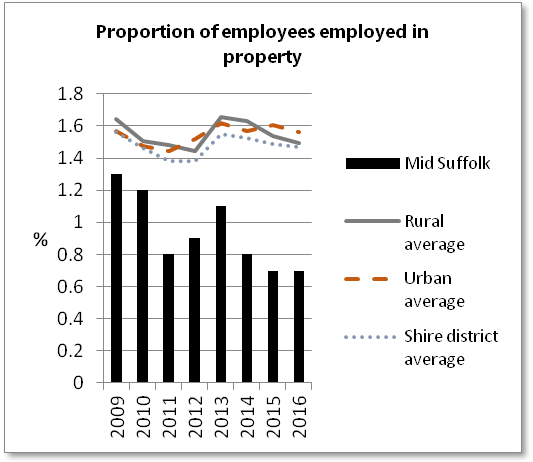 Proportion of employees employed in
property
1.8
1.6
1.4
1.2
1
0.8
0.6
0.4
0.2
0
%
2009
2010
2011
2012
2013
2014
2015
2016
Mid Suffolk
Rural
average
Urban
average
Shire district
average